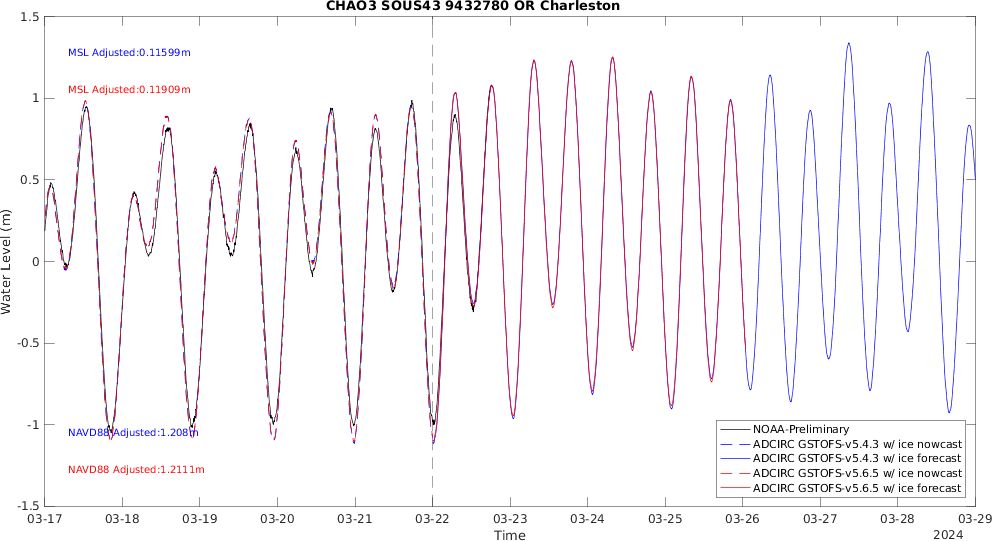 CHAO3 SOUS43 9432780 OR Charleston
1.5
1
0.5
0
-0.5
-1
-1.5
Water Level (m)
MSL Adjusted:0.11599m
MSL Adjusted:0.11909m
NAVD88 Adjusted:1.208m
NAVD88 Adjusted:1.2111m
NOAA-Preliminary
ADCIRC GSTOFS-v5.4.3 w/ ice nowcast
ADCIRC GSTOFS-v5.4.3 w/ ice forecast
ADCIRC GSTOFS-v5.6.5 w/ ice nowcast
ADCIRC GSTOFS-v5.6.5 w/ ice forecast
03-17 03-18 03-19 03-20 03-21 03-22 03-23 03-24 03-25 03-26 03-27 03-28 03-29
Time
2024